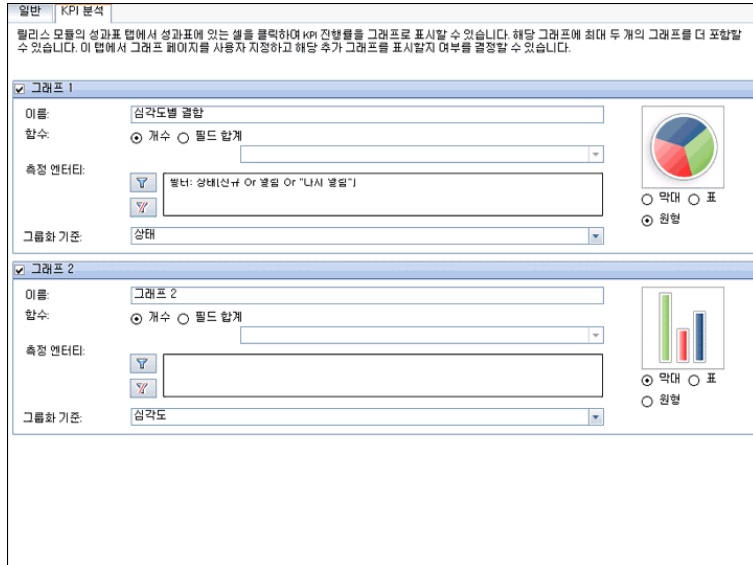 일반 KPI 분석
릴리스 모듈의 성과표 탭에서 성과표에 있는 셀을 클릭하여 KPI 진행률을 그래프로 표시할 수 있습니다. 해당 그래프에 최대 두 개의 그래프를 더 포함할
수 있습니다. 이 탭에서 그래프 페이지를 사용자 지정하고 해당 추가 그래프를 표시할지 여부를 결정할 수 있습니다.
그래프 1
이름: 심각도별 결함
함수: 개수 필드 합계
측정 엔터티:
필터: 상태[신규 Or 열림 Or "다시 열림"]
막대 표
원형
그룹화 기준: 상태
그래프 2
이름: 그래프 2
함수: 개수 필드 합계
측정 엔터티:
막대 표
원형
그룹화 기준: 심각도